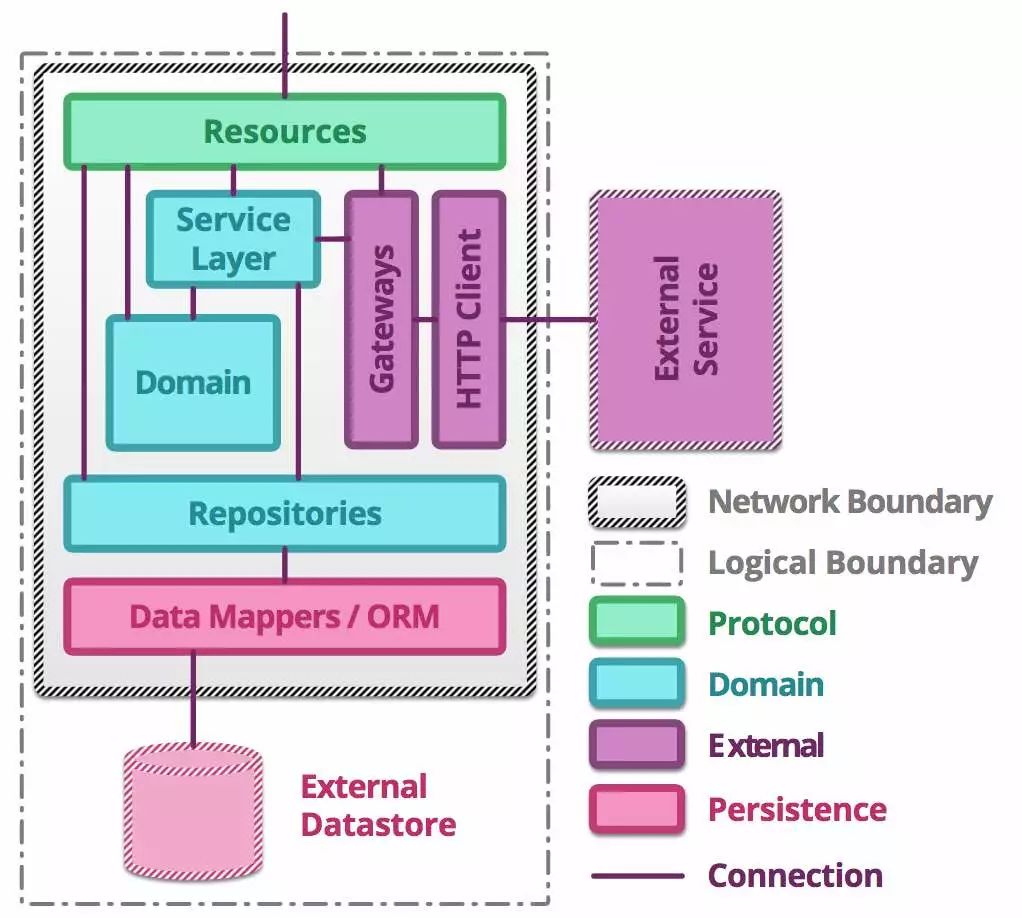 Resources
Service
Layer
Gateways
HTTP Client
External
Service
Domain
Repositories
Data Mappers / ORM
External
Datastore
Network Boundary
Logical Boundary
Protocol
Domain
External
Persistence
Connection